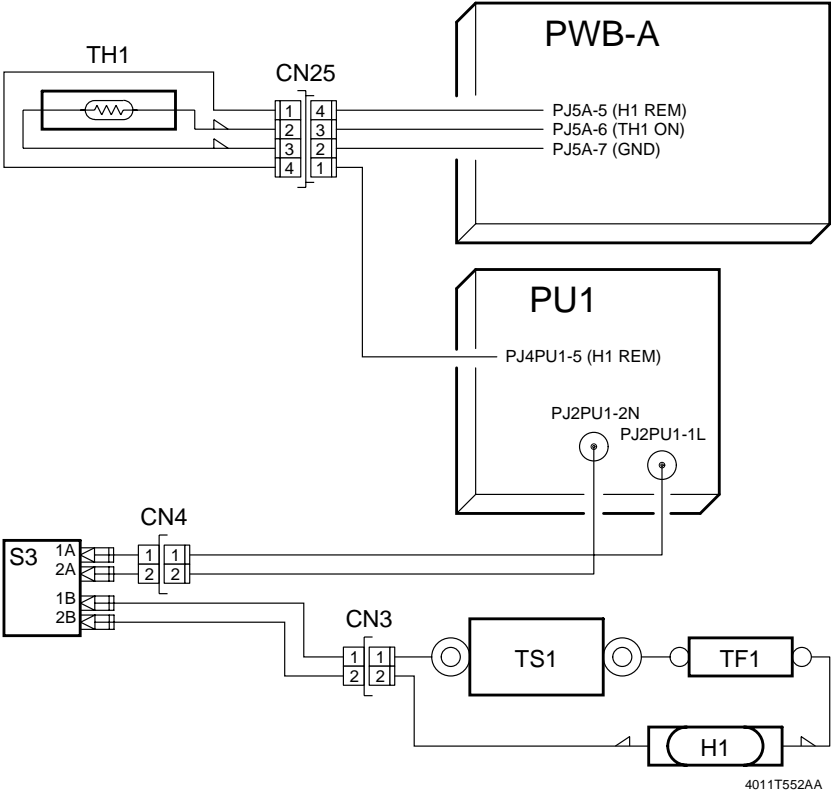 PWB-A
TH1
CN25
1 4 PJ5A-5 (H1 REM)
2 3 PJ5A-6 (TH1 ON)
3 2 PJ5A-7 (GND)
4 1
PU1
PJ4PU1-5 (H1 REM)
PJ2PU1-2N
PJ2PU1-1L
CN4
S3 1A 1 1
2A 2 2
1B
2B
CN3
1 1 TS1 TF1
2 2
H1
4011T552AA